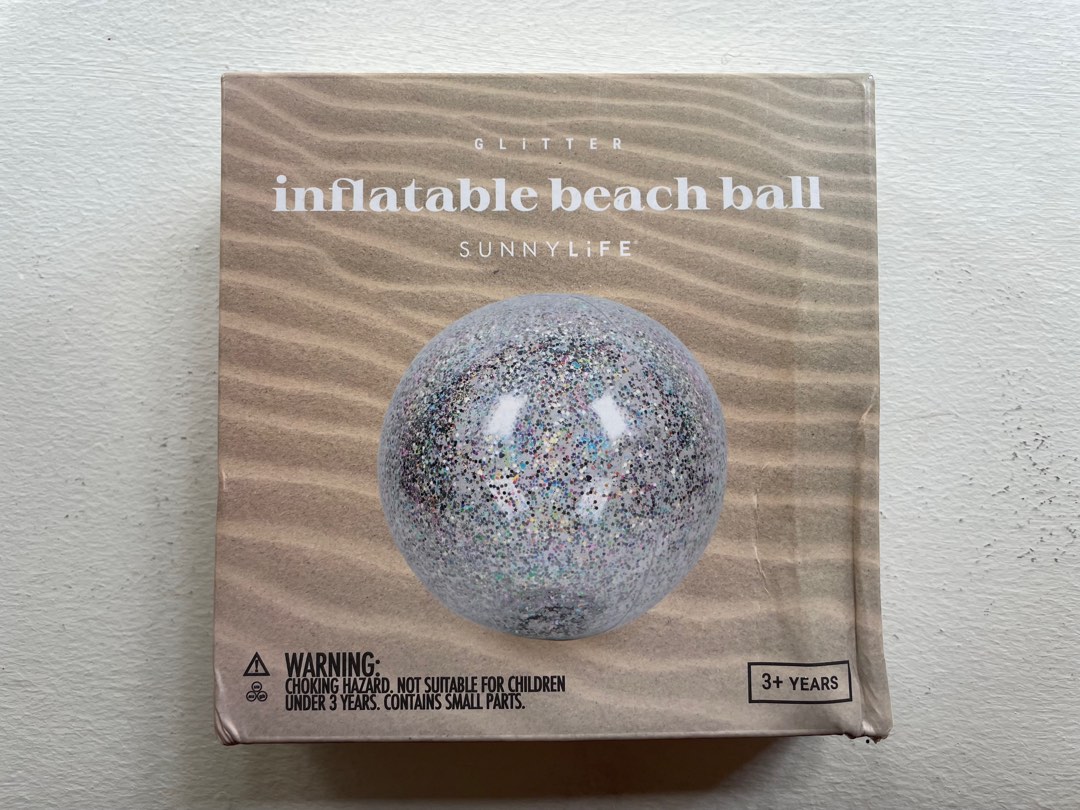 GLITTER
inflatable beach ball
SUNNYLiFE
WARNING:
CHOKING HAZARD. NOT SUITABLE FOR CHILDREN
UNDER 3 YEARS. CONTAINS SMALL PARTS.
3+ YEARS